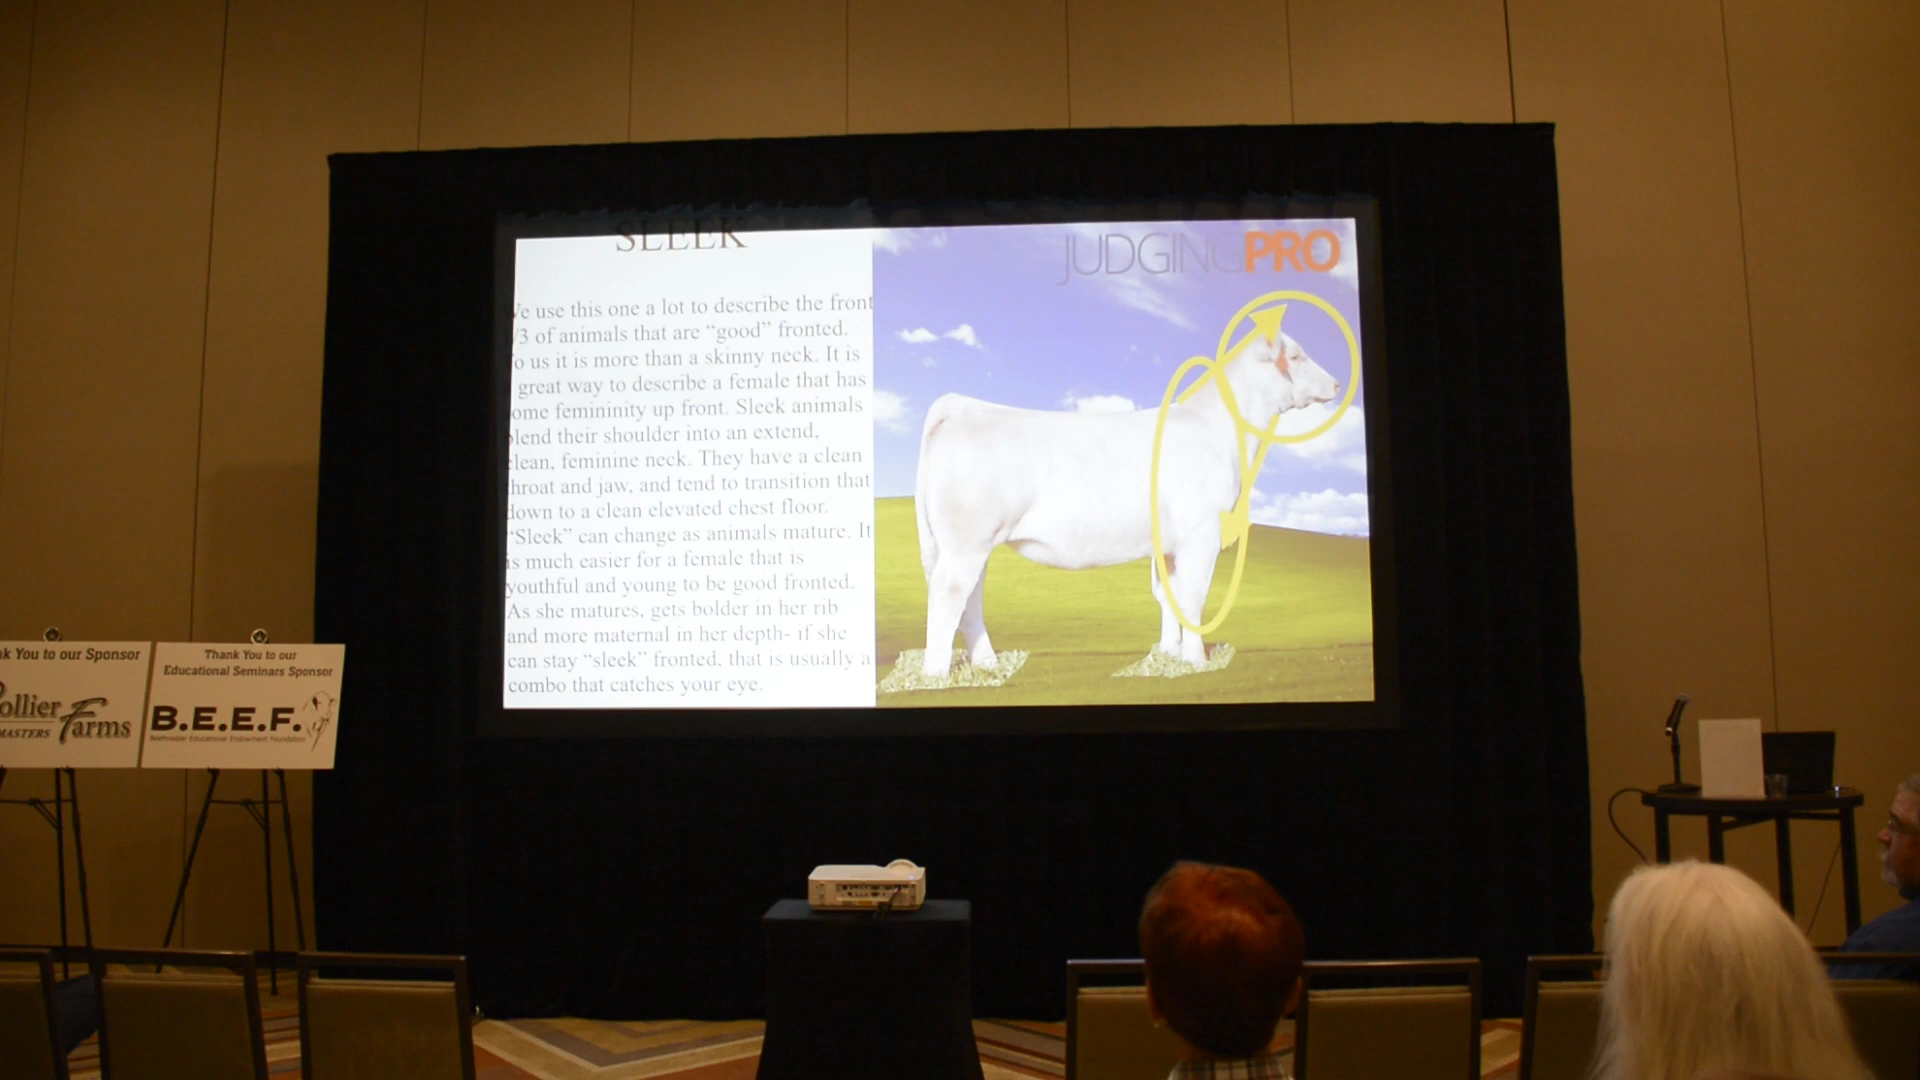 SLEEK
JUDGINGPRO
e use this one a lot to describe the front
/3 of animals that are “good” fronted.
o us it is more than a skinny neck. It is
great way to describe a female that has
ome femininity up front. Sleek animals
lend their shoulder into an extend,
lean, feminine neck. They have a clean
hroat and jaw, and tend to transition that
down to a clean elevated chest floor.
“Sleek” can change as animals mature. It
is much easier for a female that is
youthful and young to be good fronted.
As she matures, gets bolder in her rib
and more maternal in her depth- if she
can stay “sleek” fronted, that is usually a
combo that catches your eye.
k You to our Sponsor
ollier Farms
MASTERS
Thank You to our
Educational Seminars Sponsor
B.E.E.F.
Beefmaster Educational Endowment Foundation